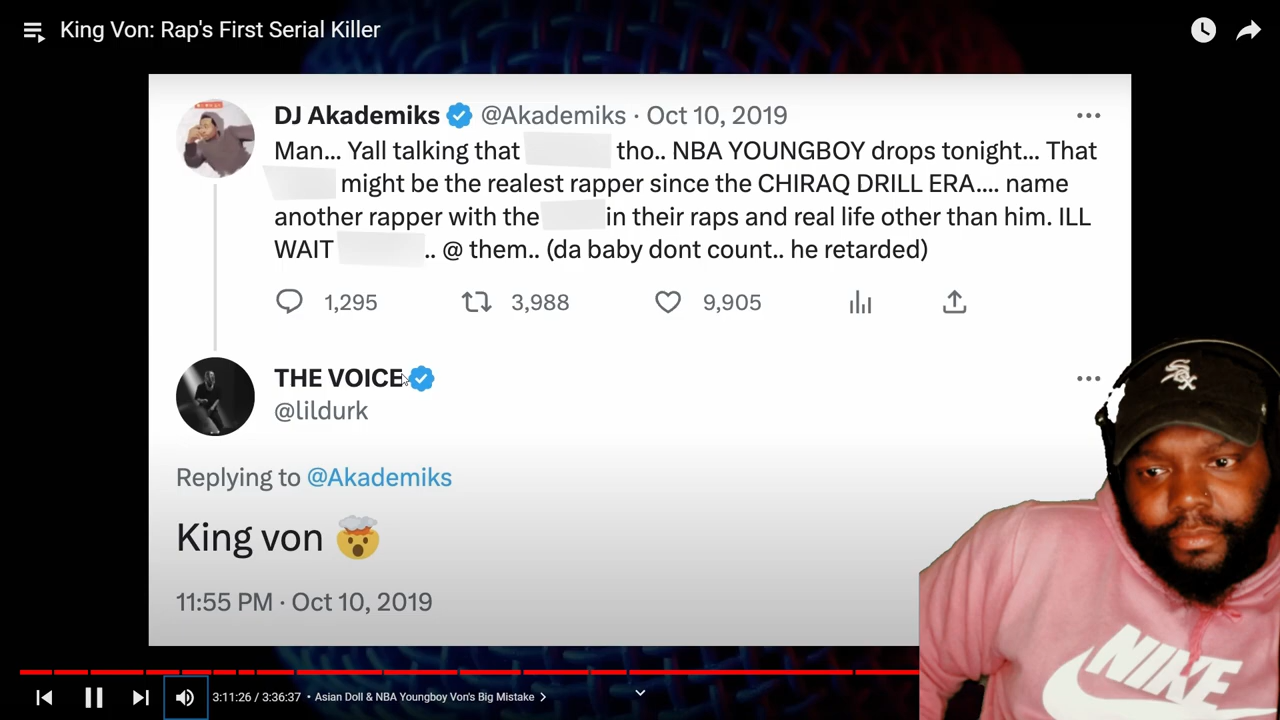 King Von: Rap's First Serial Killer
DJ Akademiks @Akademiks · Oct 10, 2019
Man... Yall talking that tho.. NBA YOUNGBOY drops tonight... That
might be the realest rapper since the CHIRAQ DRILL ERA.... name
another rapper with the in their raps and real life other than him. ILL
WAIT .. @ them.. (da baby dont count.. he retarded)
1,295 3,988 9,905
THE VOICE
@lildurk
Replying to @Akademiks
King von 🤯
11:55 PM · Oct 10, 2019
Sox
NIKE
3:11:26 / 3:36:37 • Asian Doll & NBA Youngboy Von's Big Mistake